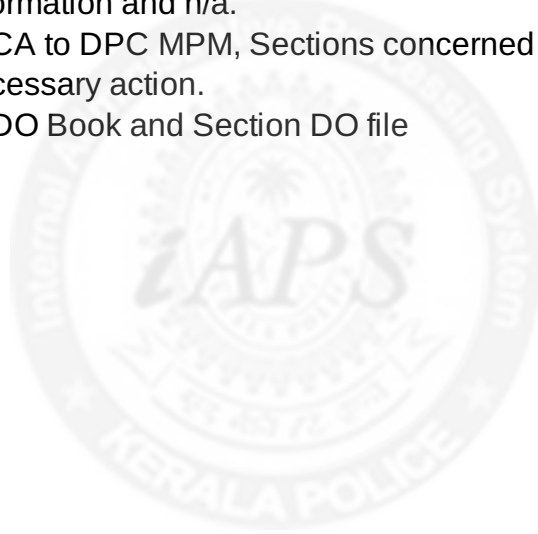 ormation and n/a.
CA to DPC MPM, Sections concerned
cessary action.
DO Book and Section DO file
iAPS
KERALA POLICE